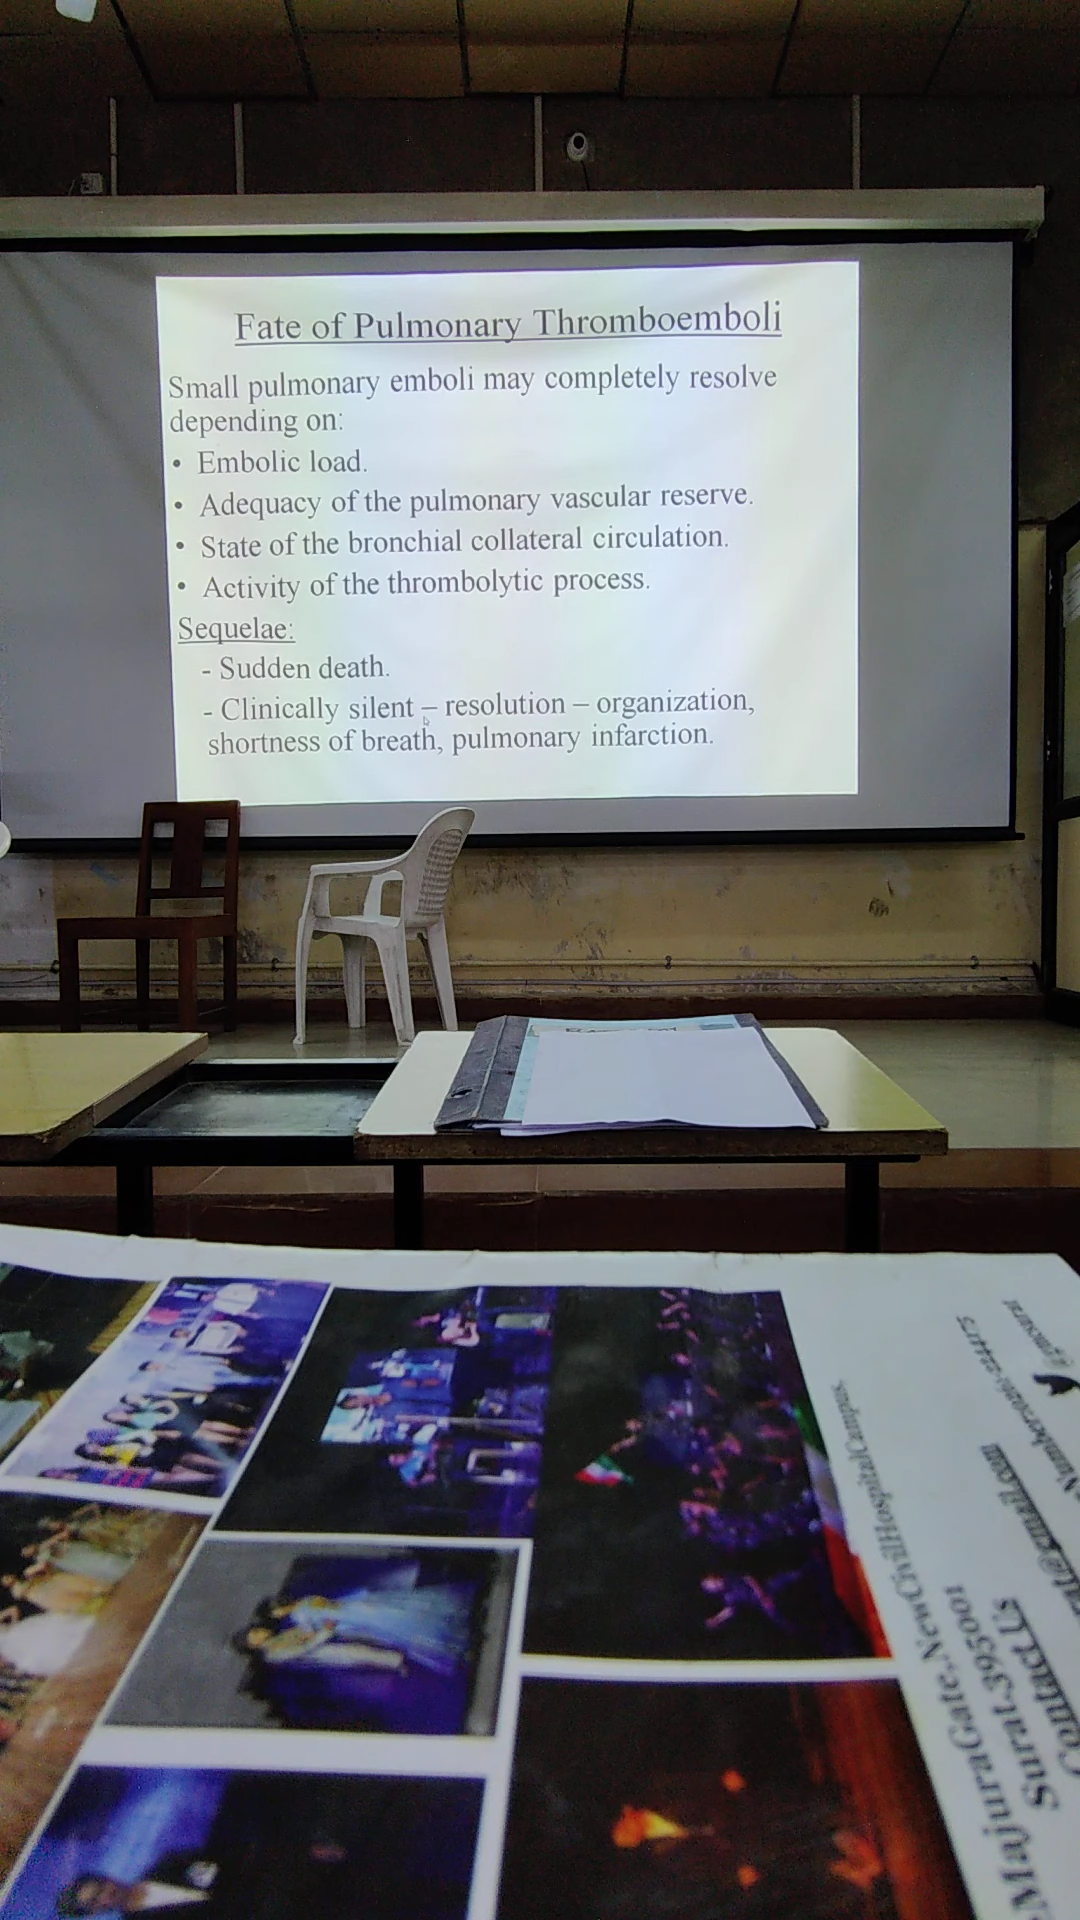 Fate of Pulmonary Thromboemboli
Small pulmonary emboli may completely resolve
depending on:
• Embolic load.
• Adequacy of the pulmonary vascular reserve.
• State of the bronchial collateral circulation.
• Activity of the thrombolytic process.
Sequelae:
- Sudden death.
- Clinically silent – resolution – organization,
shortness of breath, pulmonary infarction.
Contact Us
MajuraGate,NewCivilHospitalCampus,
Surat.395001